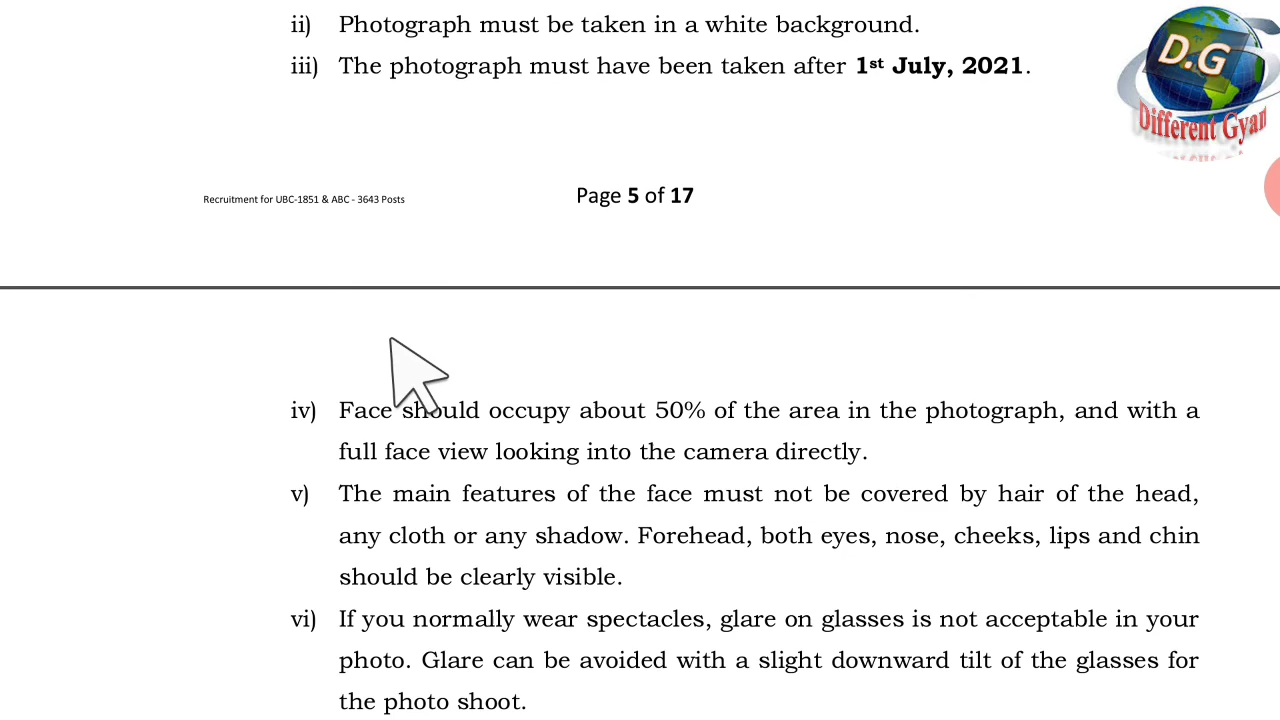 ii) Photograph must be taken in a white background.
iii) The photograph must have been taken after 1st July, 2021.
D.G
Different Gyan
Recruitment for UBC-1851 & ABC - 3643 Posts
Page 5 of 17
iv) Face should occupy about 50% of the area in the photograph, and with a
full face view looking into the camera directly.
v) The main features of the face must not be covered by hair of the head,
any cloth or any shadow. Forehead, both eyes, nose, cheeks, lips and chin
should be clearly visible.
vi) If you normally wear spectacles, glare on glasses is not acceptable in your
photo. Glare can be avoided with a slight downward tilt of the glasses for
the photo shoot.